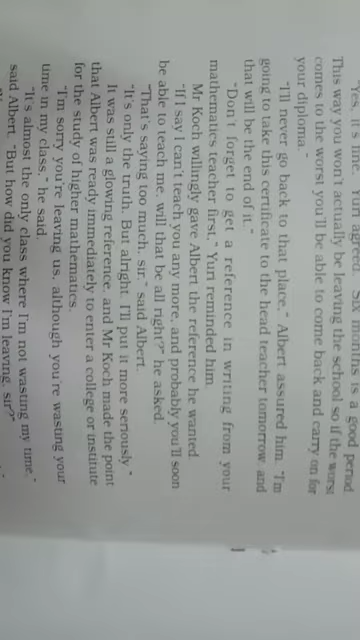 Yes, it fine," Yuri agreed. "Six months is a good period.
This way you won't actually be leaving the school so if the worst
comes to the worst you'll be able to come back and carry on for
your diploma."
"I'll never go back to that place," Albert assured him. "I'm
going to take this certificate to the head teacher tomorrow and
that will be the end of it."
"Don't forget to get a reference in writing from your
mathematics teacher first," Yuri reminded him.
Mr Koch willingly gave Albert the reference he wanted.
"If I say I can't teach you any more, and probably you'll soon
be able to teach me, will that be all right?" he asked.
"That's saying too much, sir," said Albert.
"It's only the truth. But alright. I'll put it more seriously."
It was still a glowing reference, and Mr Koch made the point
that Albert was ready immediately to enter a college or institute
for the study of higher mathematics.
"I'm sorry you're leaving us, although you're wasting your
time in my class," he said.
"It's almost the only class where I'm not wasting my time,"
said Albert. "But how did you know I'm leaving, sir?"